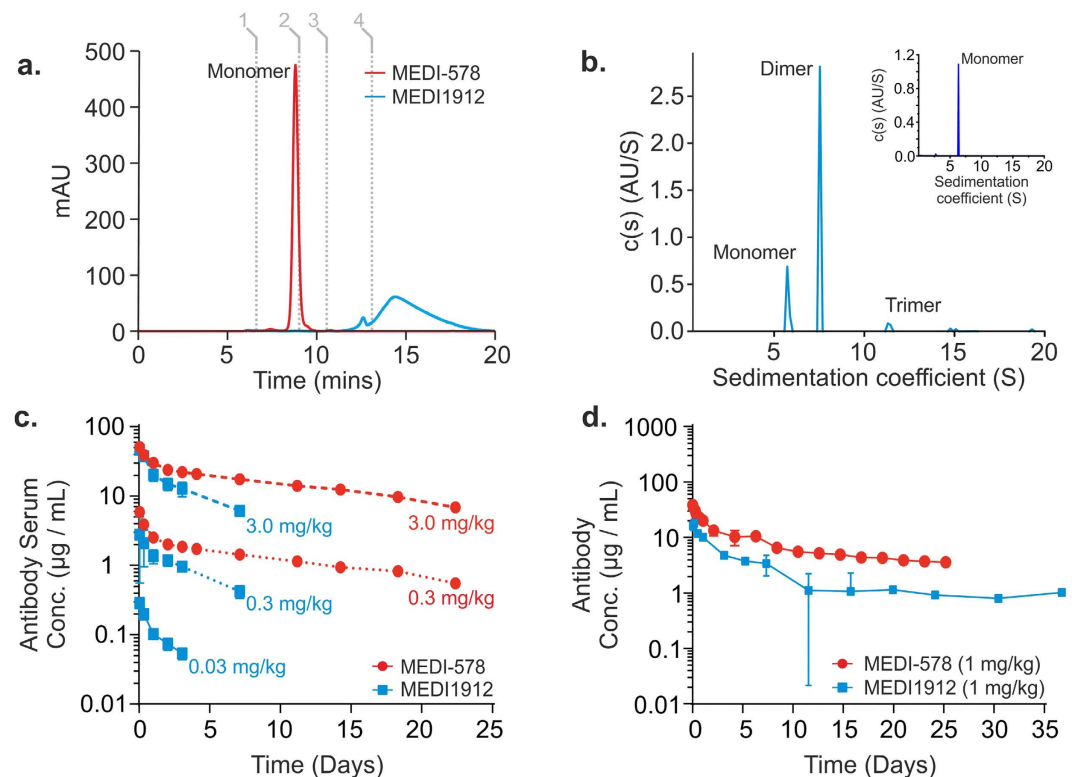 1 2 3 4
a.
500
400
300
200
100
0
mAU
Monomer
MEDI-578
MEDI1912
0 5 10 15 20
Time (mins)
b.
2.5
2.0
1.5
1.0
0.5
0.0
c(s) (AU/S)
Dimer
Monomer
Trimer
5 10 15 20
Sedimentation coefficient (S)
1.2
0.8
0.4
0.0
c(s) (AU/S)
Monomer
5 10 15 20
Sedimentation
coefficient (S)
c.
100
10
1
0.1
0.01
Antibody Serum
Conc. (µg / mL)
3.0 mg/kg
3.0 mg/kg
0.3 mg/kg
0.3 mg/kg
0.03 mg/kg
MEDI-578
MEDI1912
0 5 10 15 20 25
Time (Days)
d.
1000
100
10
1
0.1
0.01
Antibody
Conc. (µg / mL)
MEDI-578 (1 mg/kg)
MEDI1912 (1 mg/kg)
0 5 10 15 20 25 30 35
Time (Days)